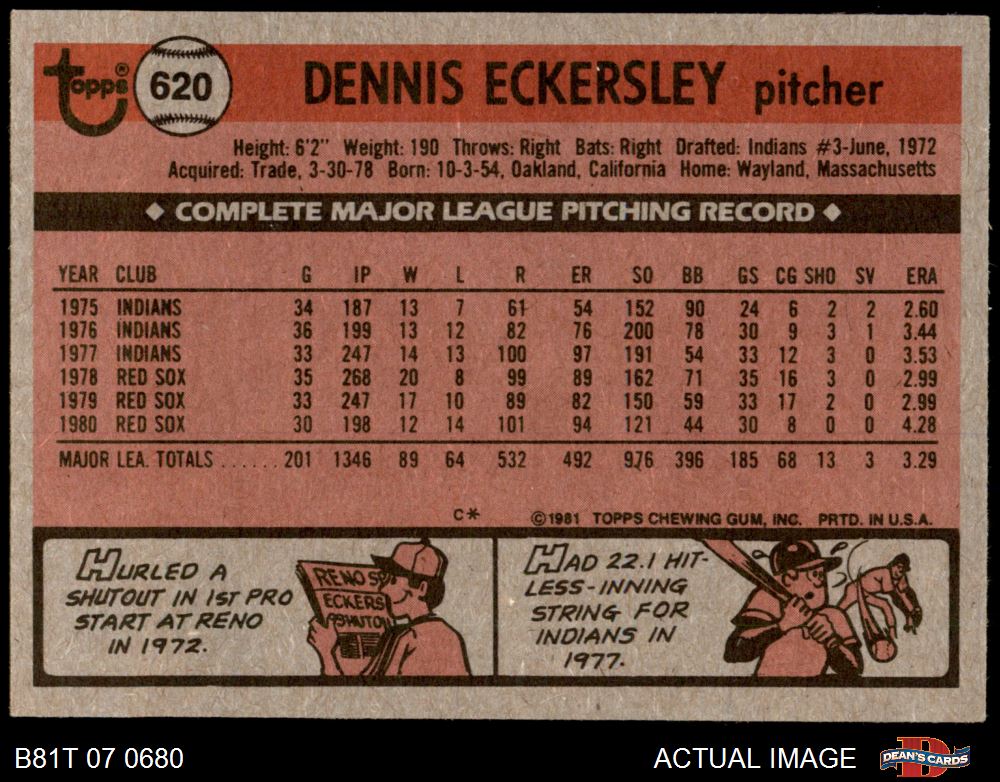 topps® 620 DENNIS ECKERSLEY pitcher
Height: 6'2" Weight: 190 Throws: Right Bats: Right Drafted: Indians #3-June, 1972
Acquired: Trade, 3-30-78 Born: 10-3-54, Oakland, California Home: Wayland, Massachusetts
◆ COMPLETE MAJOR LEAGUE PITCHING RECORD ◆
YEAR CLUB G IP W L R ER SO BB GS CG SHO SV ERA
1975 INDIANS 34 187 13 7 61 54 152 90 24 6 2 2 2.60
1976 INDIANS 36 199 13 12 82 76 200 78 30 9 3 1 3.44
1977 INDIANS 33 247 14 13 100 97 191 54 33 12 3 0 3.53
1978 RED SOX 35 268 20 8 99 89 162 71 35 16 3 0 2.99
1979 RED SOX 33 247 17 10 89 82 150 59 33 17 2 0 2.99
1980 RED SOX 30 198 12 14 101 94 121 44 30 8 0 0 4.28
MAJOR LEA. TOTALS ...... 201 1346 89 64 532 492 976 396 185 68 13 3 3.29
C* ©1981 TOPPS CHEWING GUM, INC. PRTD. IN U.S.A.
HURLED A
SHUTOUT IN 1ST PRO
START AT RENO
IN 1972.
RENO SP
ECKERS
HAD 22.1 HIT-
LESS-INNING
STRING FOR
INDIANS IN
1977.
B81T 07 0680 ACTUAL IMAGE DEAN'S CARDS